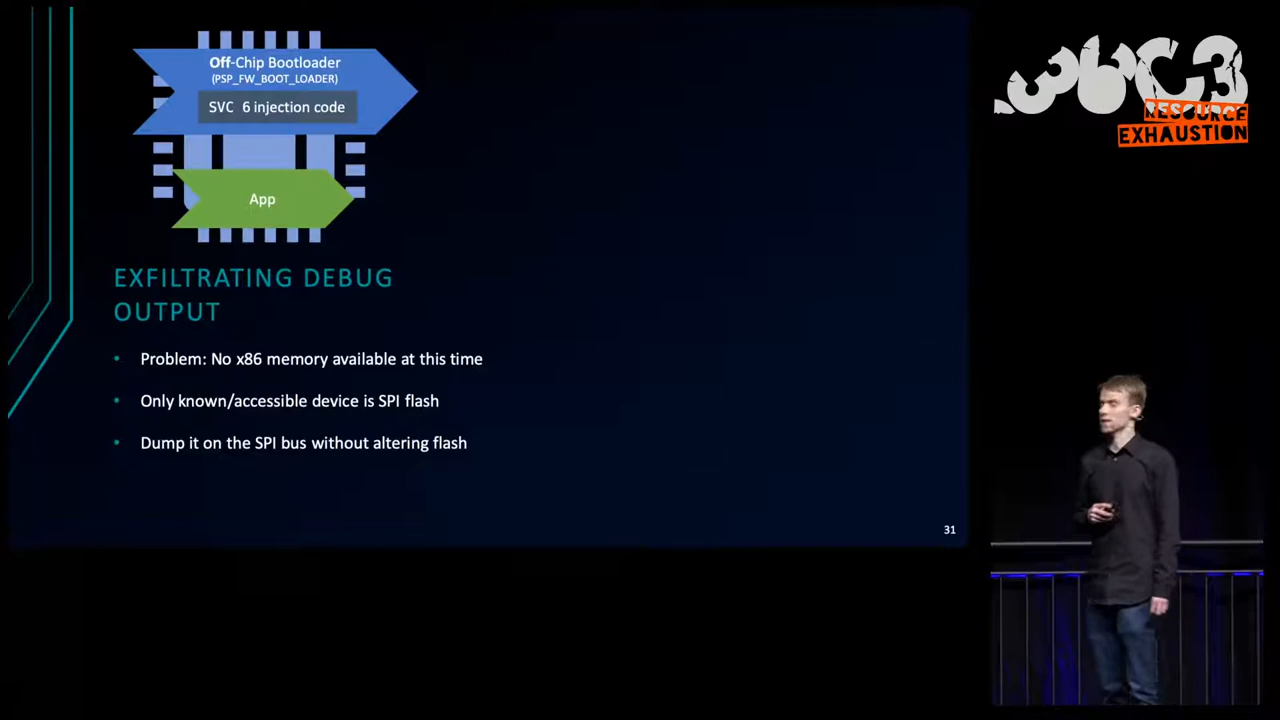 Off-Chip Bootloader
(PSP_FW_BOOT_LOADER)
SVC 6 injection code
App
EXFILTRATING DEBUG
OUTPUT
• Problem: No x86 memory available at this time
• Only known/accessible device is SPI flash
• Dump it on the SPI bus without altering flash
31
36C3
RESOURCE
EXHAUSTION